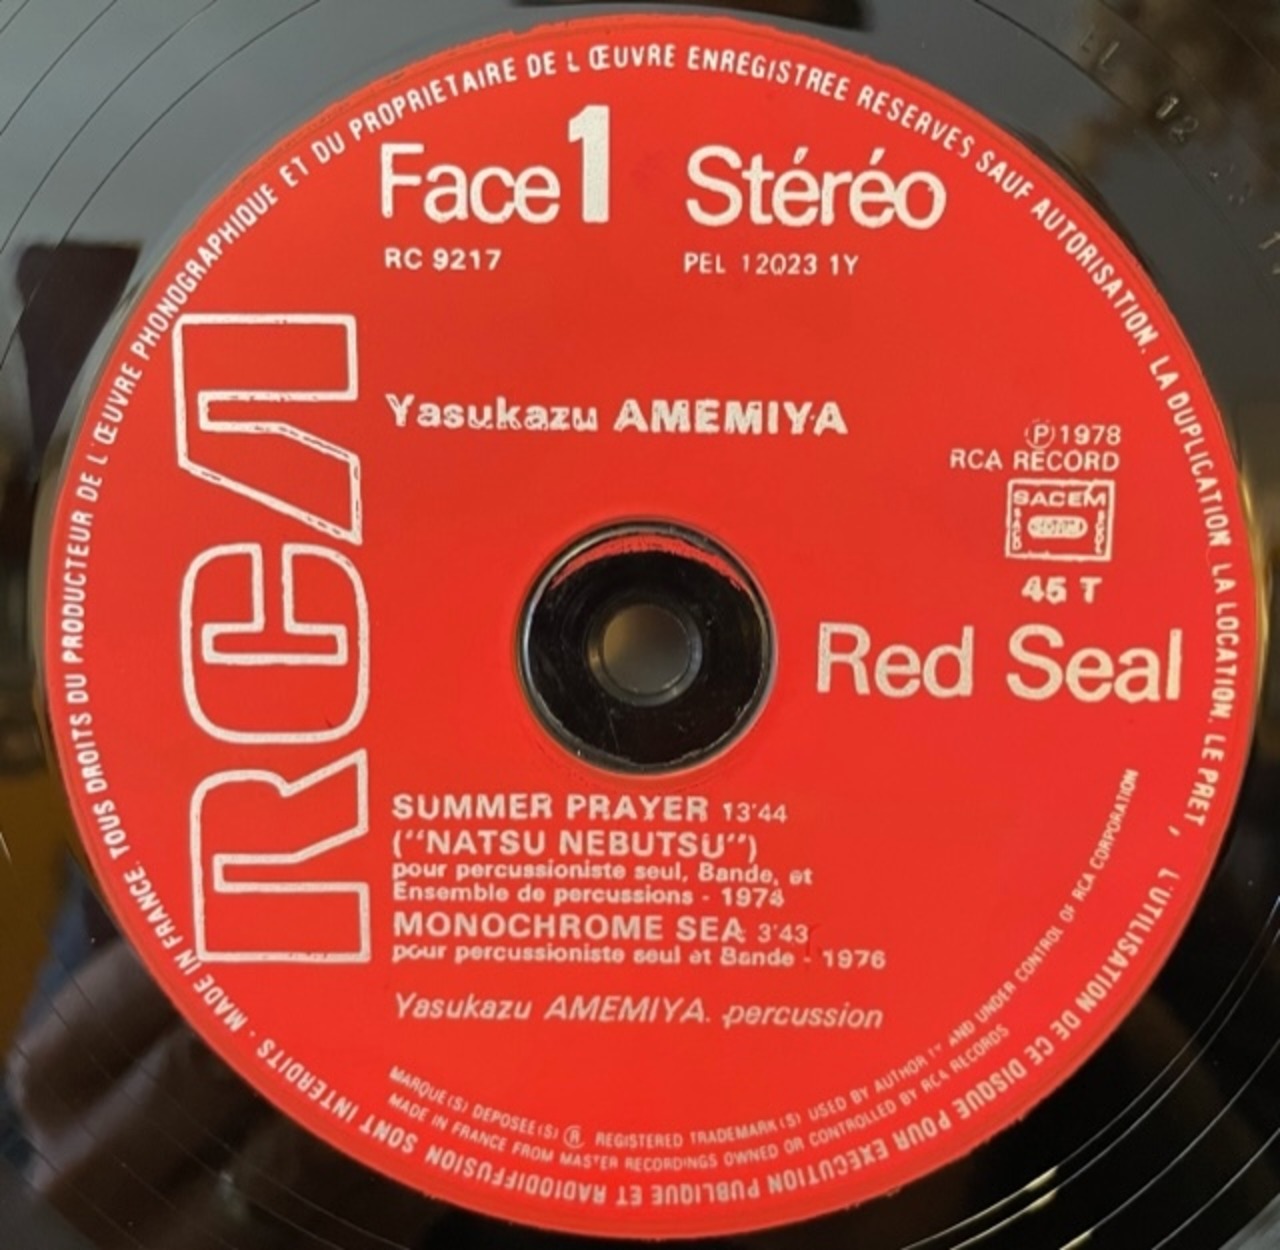 TOUS DROITS DU PRODUCTEUR DE L'ŒUVRE PHONOGRAPHIQUE ET DU PROPRIETAIRE DE L ŒUVRE ENREGISTREE RESERVES SAUF AUTORISATION. LA DUPLICATION LA LOCATION. LE PRET, L'UTILISATION DE CE DISQUE POUR EXECUTION PUBLIQUE ET RADIODIFFUSION SONT INTERDITS · MADE IN FRANCE.
Face 1 Stéréo
RC 9217 PEL 12023 1Y
RCA
Yasukazu AMEMIYA
Ⓟ 1978
RCA RECORD
SACEM
45 T
Red Seal
SUMMER PRAYER 13'44
("NATSU NEBUTSU")
pour percussioniste seul, Bande, et
Ensemble de percussions - 1974
MONOCHROME SEA 3'43
pour percussioniste seul et Bande - 1976
Yasukazu AMEMIYA. percussion
MARQUE(S) DEPOSEE(S) ® REGISTERED TRADEMARK(S) USED BY AUTHOR TY AND UNDER CONTROL OF RCA CORPORATION
MADE IN FRANCE FROM MASTER RECORDINGS OWNED OR CONTROLLED BY RCA RECORDS